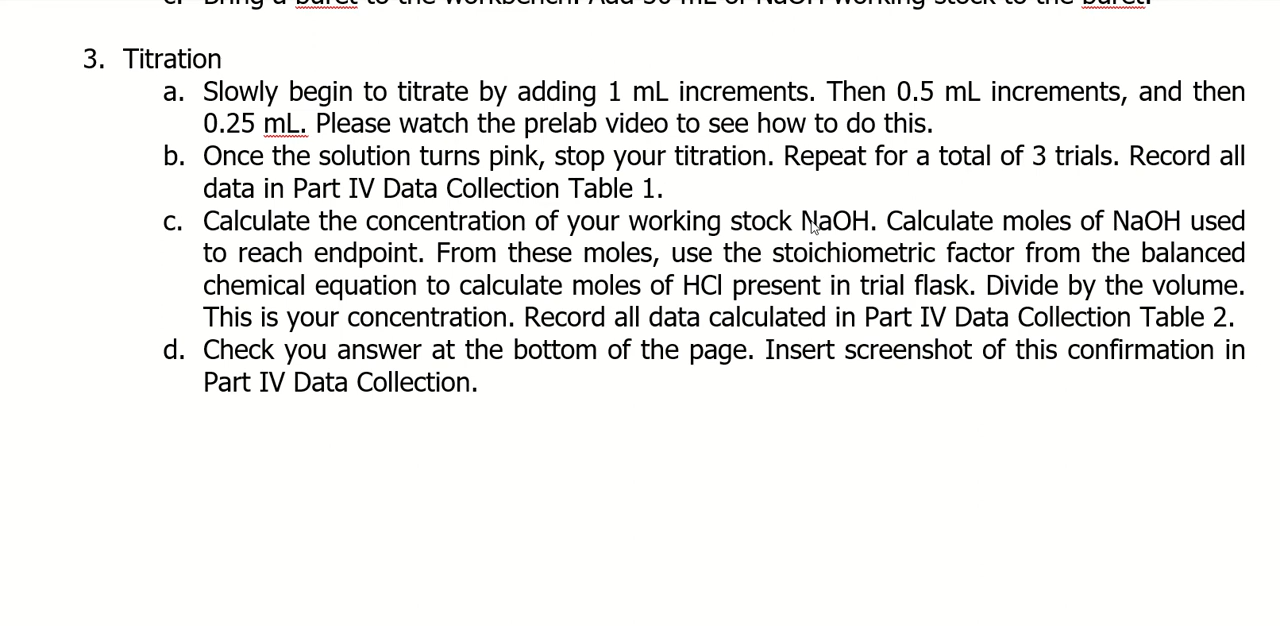 3. Titration
a. Slowly begin to titrate by adding 1 mL increments. Then 0.5 mL increments, and then
0.25 mL. Please watch the prelab video to see how to do this.
b. Once the solution turns pink, stop your titration. Repeat for a total of 3 trials. Record all
data in Part IV Data Collection Table 1.
c. Calculate the concentration of your working stock NaOH. Calculate moles of NaOH used
to reach endpoint. From these moles, use the stoichiometric factor from the balanced
chemical equation to calculate moles of HCl present in trial flask. Divide by the volume.
This is your concentration. Record all data calculated in Part IV Data Collection Table 2.
d. Check you answer at the bottom of the page. Insert screenshot of this confirmation in
Part IV Data Collection.